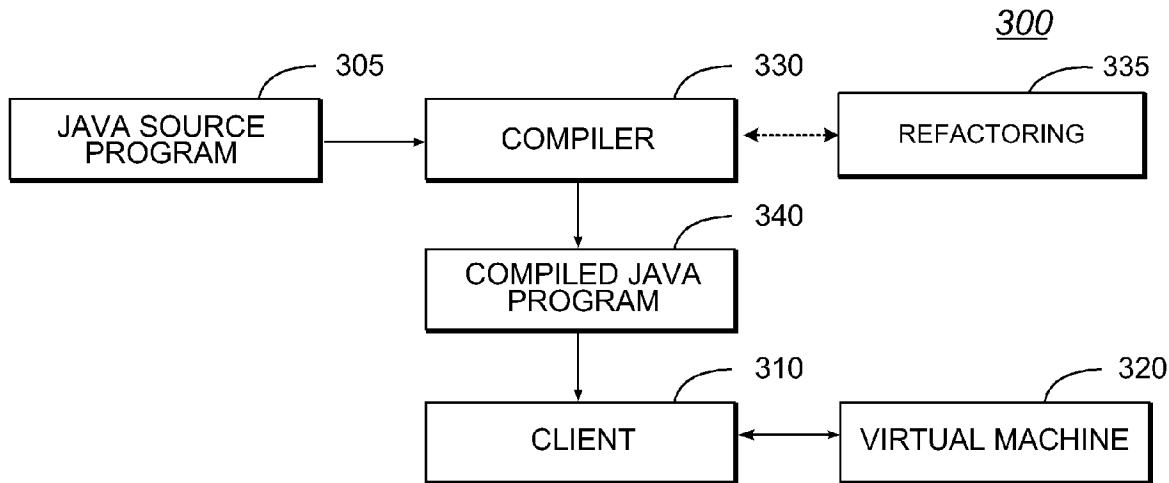 300
305
330
335
JAVA SOURCE
PROGRAM
COMPILER
REFACTORING
340
COMPILED JAVA
PROGRAM
310
320
CLIENT
VIRTUAL MACHINE